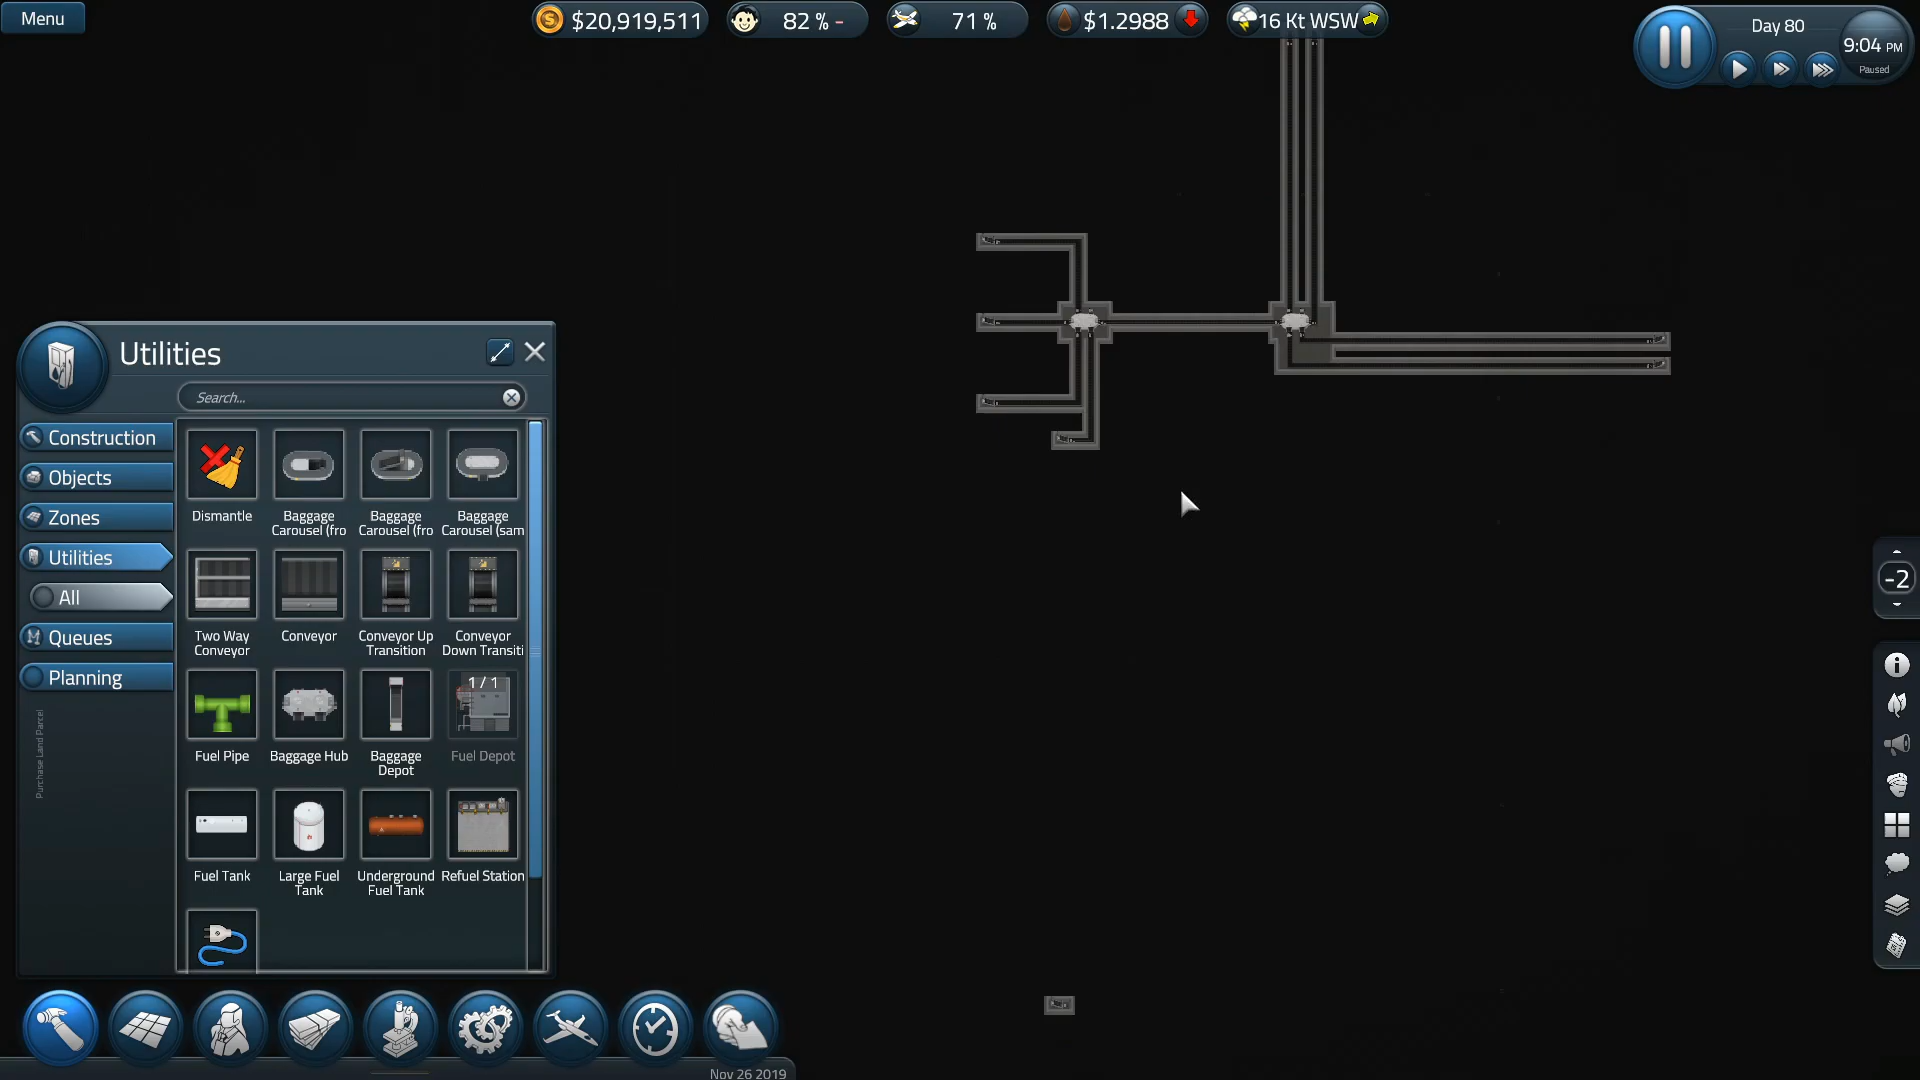 Menu
$20,919,511
82 % -
71 %
$1.2988
16 Kt WSW
Day 80
9:04 PM
Paused
Utilities
Search...
Construction
Objects
Zones
Utilities
All
Queues
Planning
Purchase Land Parcel
Dismantle
Baggage
Carousel (fro
Baggage
Carousel (fro
Baggage
Carousel (sam
Two Way
Conveyor
Conveyor
Conveyor Up
Transition
Conveyor
Down Transiti
Fuel Pipe
Baggage Hub
Baggage
Depot
1 / 1
Fuel Depot
Fuel Tank
Large Fuel
Tank
Underground
Fuel Tank
Refuel Station
-2
Nov 26 2019